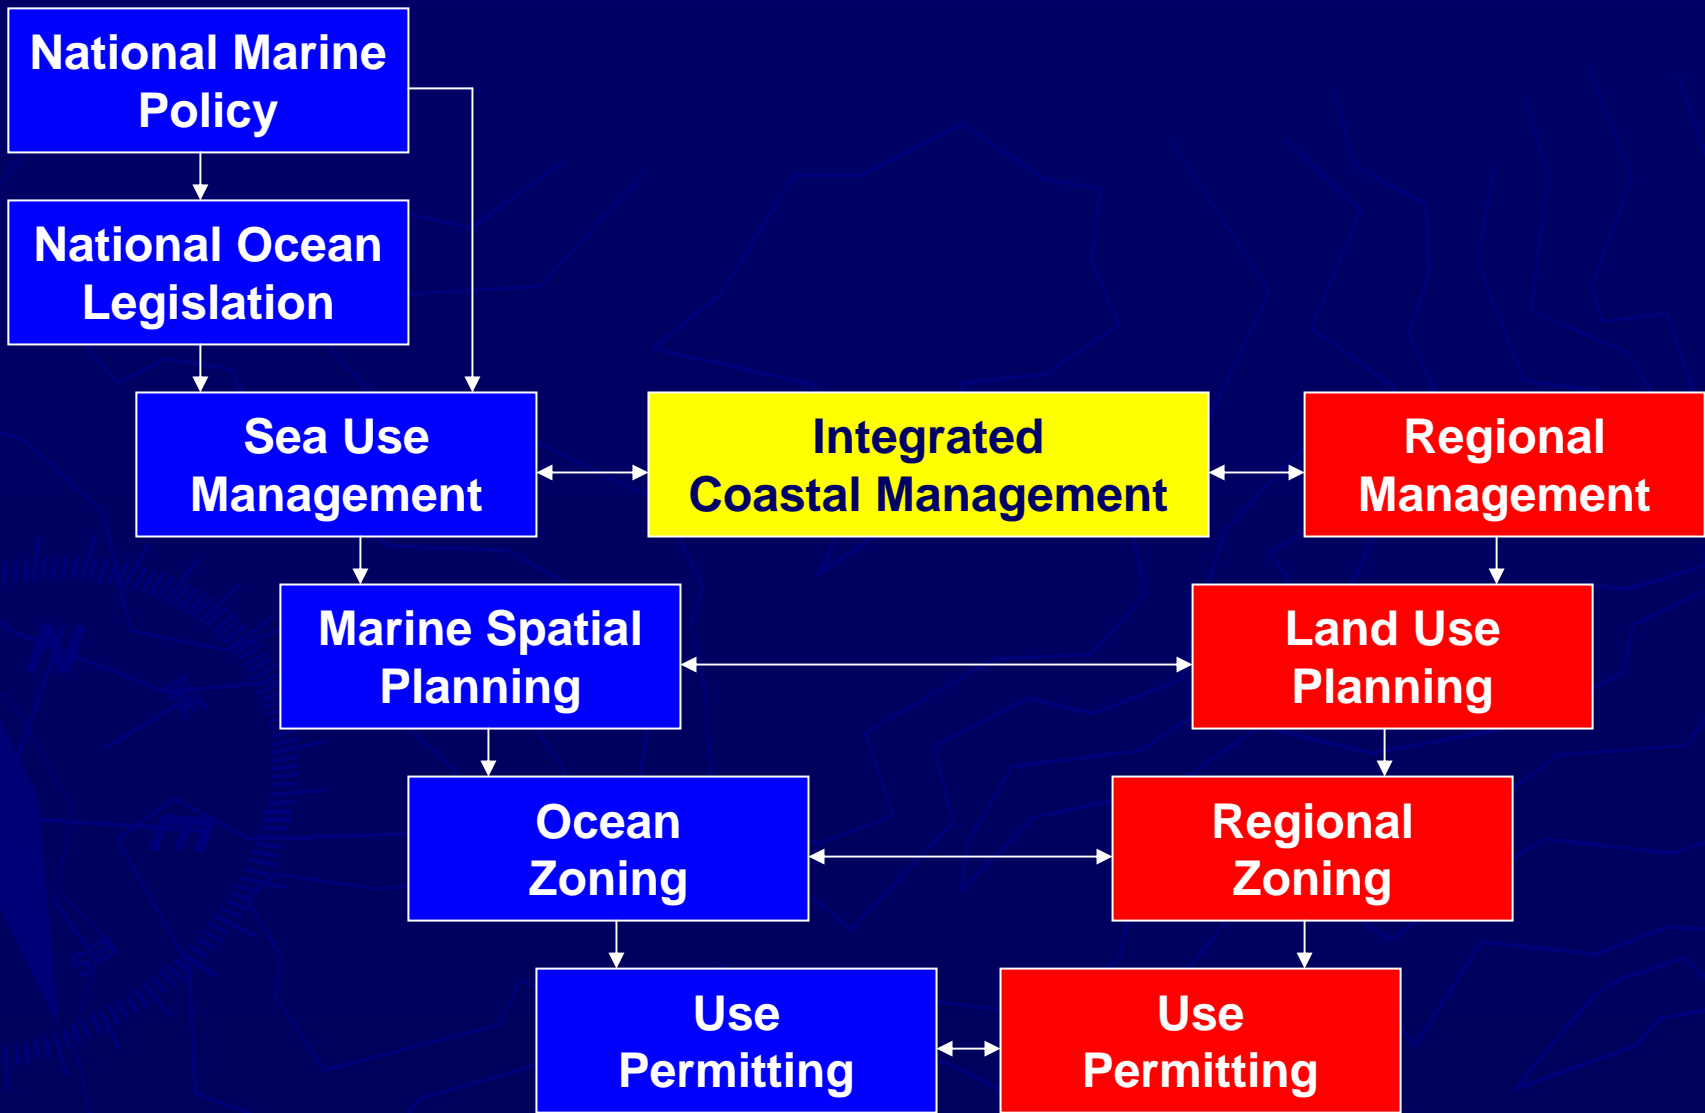 National Marine
Policy
National Ocean
Legislation
Sea Use
Management
Integrated
Coastal Management
Regional
Management
Marine Spatial
Planning
Land Use
Planning
Ocean
Zoning
Regional
Zoning
Use
Permitting
Use
Permitting
N
E